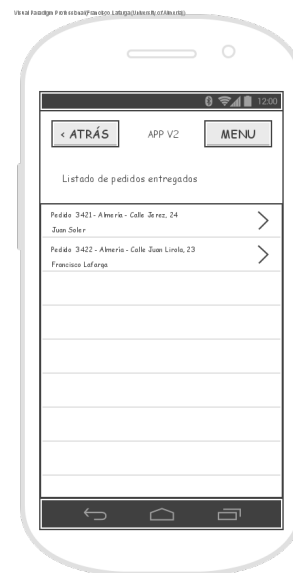 Visual Paradigm Professional(Francisco Lafarga(University of Almeria))
12:00
< ATRÁS
APP V2
MENU
Listado de pedidos entregados
Pedido 3421 - Almería - Calle Jerez, 24
Juan Soler
Pedido 3422 - Almería - Calle Juan Lirola, 23
Francisco Lafarga